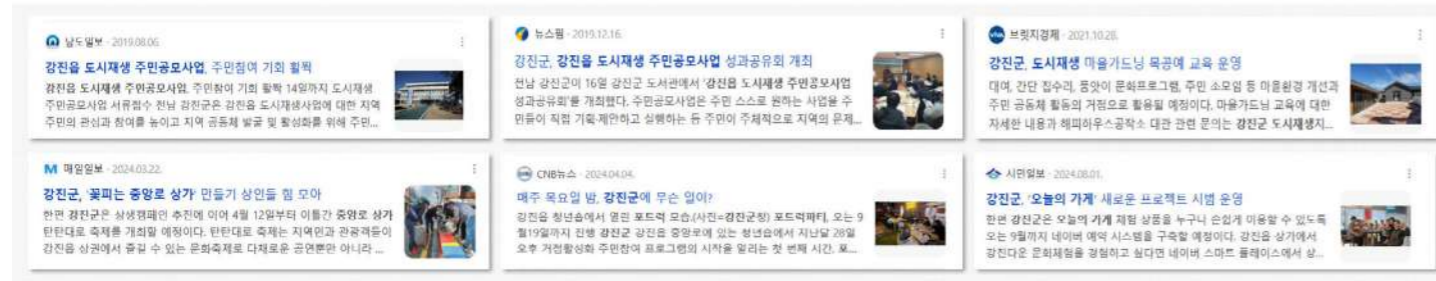 남도일보 · 2019.08.06.
강진읍 도시재생 주민공모사업, 주민참여 기회 활짝
강진읍 도시재생 주민공모사업, 주민참여 기회 활짝 14일까지 도시재생
주민공모사업 서류접수 전남 강진군은 강진읍 도시재생사업에 대한 지역
주민의 관심과 참여를 높이고 지역 공동체 발굴 및 활성화를 위해 주민...
뉴스핌 · 2019.12.16.
강진군, 강진읍 도시재생 주민공모사업 성과공유회 개최
전남 강진군이 16일 강진군 도서관에서 '강진읍 도시재생 주민공모사업
성과공유회'를 개최했다. 주민공모사업은 주민 스스로 원하는 사업을 주
민들이 직접 기획·제안하고 실행하는 등 주민이 주체적으로 지역의 문제...
브릿지경제 · 2021.10.28.
강진군, 도시재생 마을가드닝 목공예 교육 운영
대여, 간단 집수리, 품앗이 문화프로그램, 주민 소모임 등 마을환경 개선과
주민 공동체 활동의 거점으로 활용될 예정이다. 마을가드닝 교육에 대한
자세한 내용과 해피하우스공작소 대관 관련 문의는 강진군 도시재생지...
M 매일일보 · 2024.03.22.
강진군, '꽃피는 중앙로 상가' 만들기 상인들 힘 모아
한편 강진군은 상생캠페인 추진에 이어 4월 12일부터 이틀간 중앙로 상가
탄탄대로 축제를 개최할 예정이다. 탄탄대로 축제는 지역민과 관광객들이
강진읍 상권에서 즐길 수 있는 문화축제로 다채로운 공연뿐만 아니라 ...
CNB뉴스 · 2024.04.04.
매주 목요일 밤, 강진군에 무슨 일이?
강진읍 청년숍에서 열린 포트럭 모습.(사진=강진군청) 포트럭파티, 오는 9
월19일까지 진행 강진군 강진읍 중앙로에 있는 청년숍에서 지난달 28일
오후 거점활성화 주민참여 프로그램의 시작을 알리는 첫 번째 시간, 포...
시민일보 · 2024.08.01.
강진군, '오늘의 가게' 새로운 프로젝트 시범 운영
한편 강진군은 오늘의 가게 체험 상품을 누구나 손쉽게 이용할 수 있도록
오는 9월까지 네이버 예약 시스템을 구축할 예정이다. 강진읍 상가에서
강진다운 문화체험을 경험하고 싶다면 네이버 스마트 플레이스에서 상...